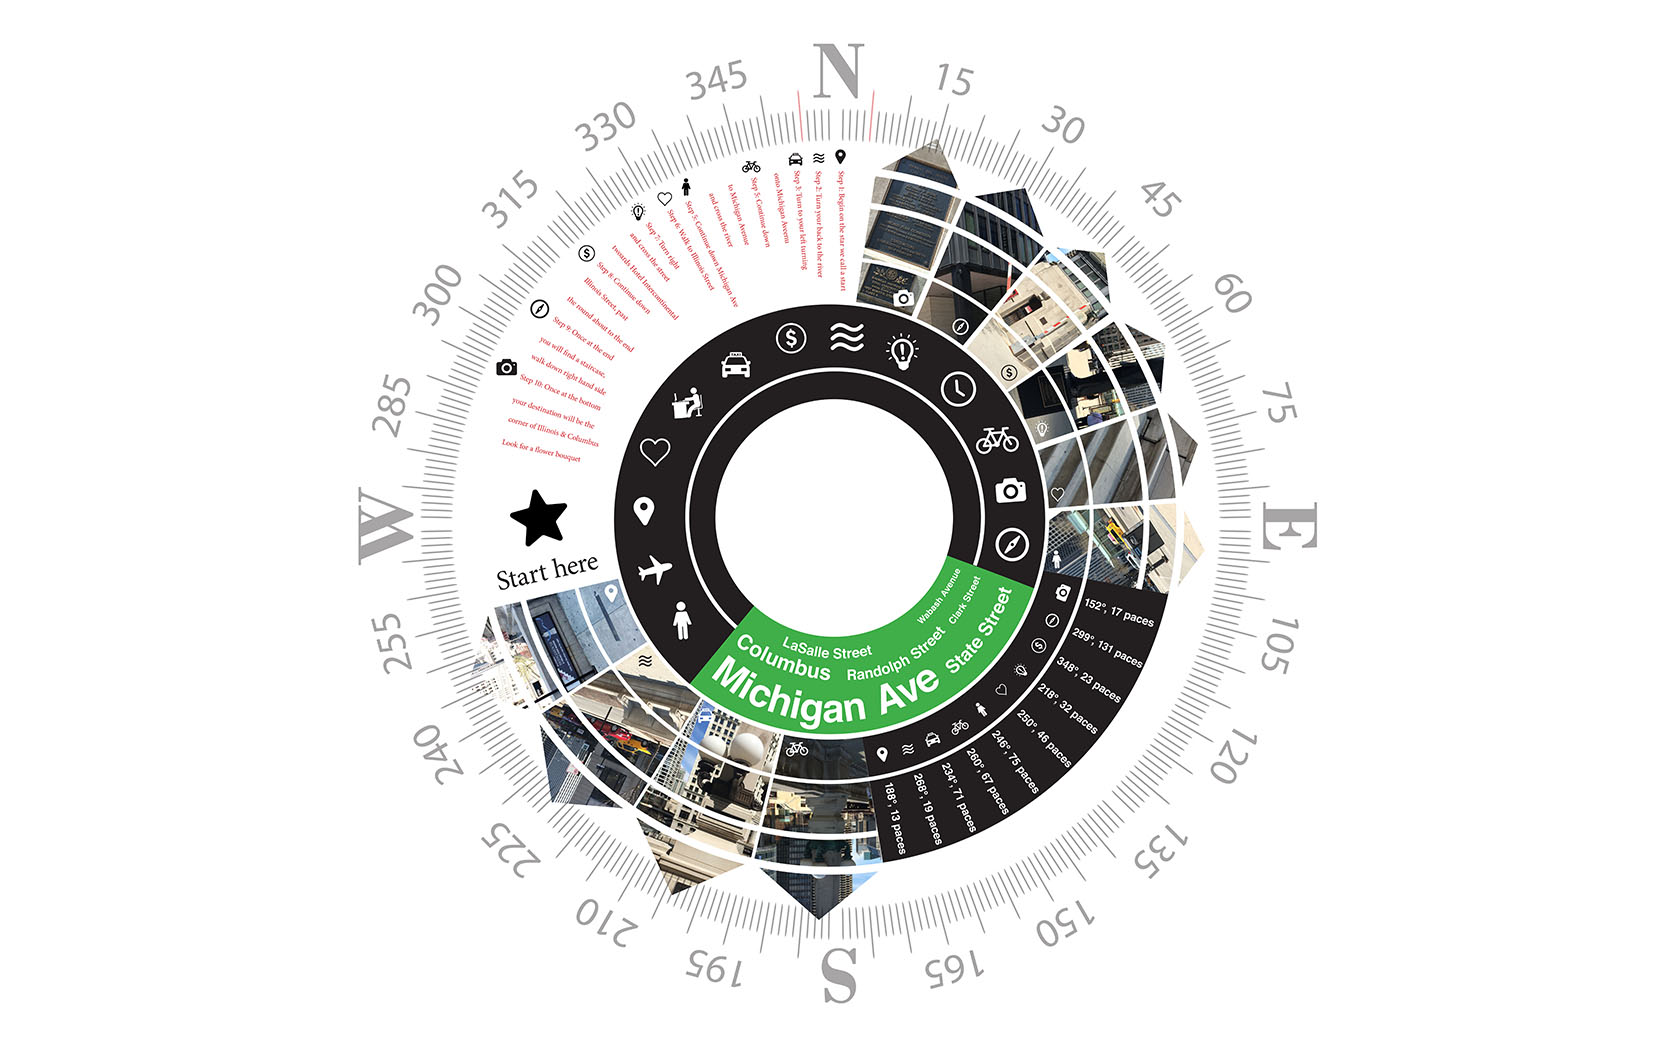 N
15
30
45
60
75
E
105
120
135
150
165
S
195
210
225
240
255
W
285
300
315
330
345
Step 1: Begin on the star we call a start
Step 2: Turn your back to the river
Step 3: Turn to your left turning
onto Michigan Aveenu
Step 5: Continue down
to Michigan Avenue
and cross the river
Step 5: Continue down Michigan Ave
Step 6: Walk to Illinois Street
Step 7: Turn right
and cross the street
towards Hotel Intercontinental
Step 8: Continue down
Illinois Street, past
the round about to the end
Step 9: Once at the end
you will find a staircase,
walk down right hand side
Step 10: Once at the bottom
your destination will be the
corner of Illinois & Columbus
Look for a flower bouquet
Start here
TAXI
Wabash Avenue
Clark Street
State Street
LaSalle Street
Randolph Street
Columbus
Michigan Ave
152°, 17 paces
299°, 131 paces
348°, 23 paces
218°, 32 paces
250°, 46 paces
246°, 75 paces
260°, 67 paces
234°, 71 paces
268°, 19 paces
188°, 13 paces